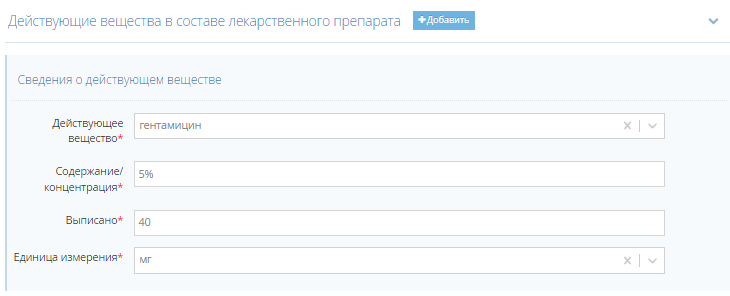 Действующие вещества в составе лекарственного препарата +Добавить
Сведения о действующем веществе
Действующее вещество* гентамицин
Содержание/концентрация* 5%
Выписано* 40
Единица измерения* мг